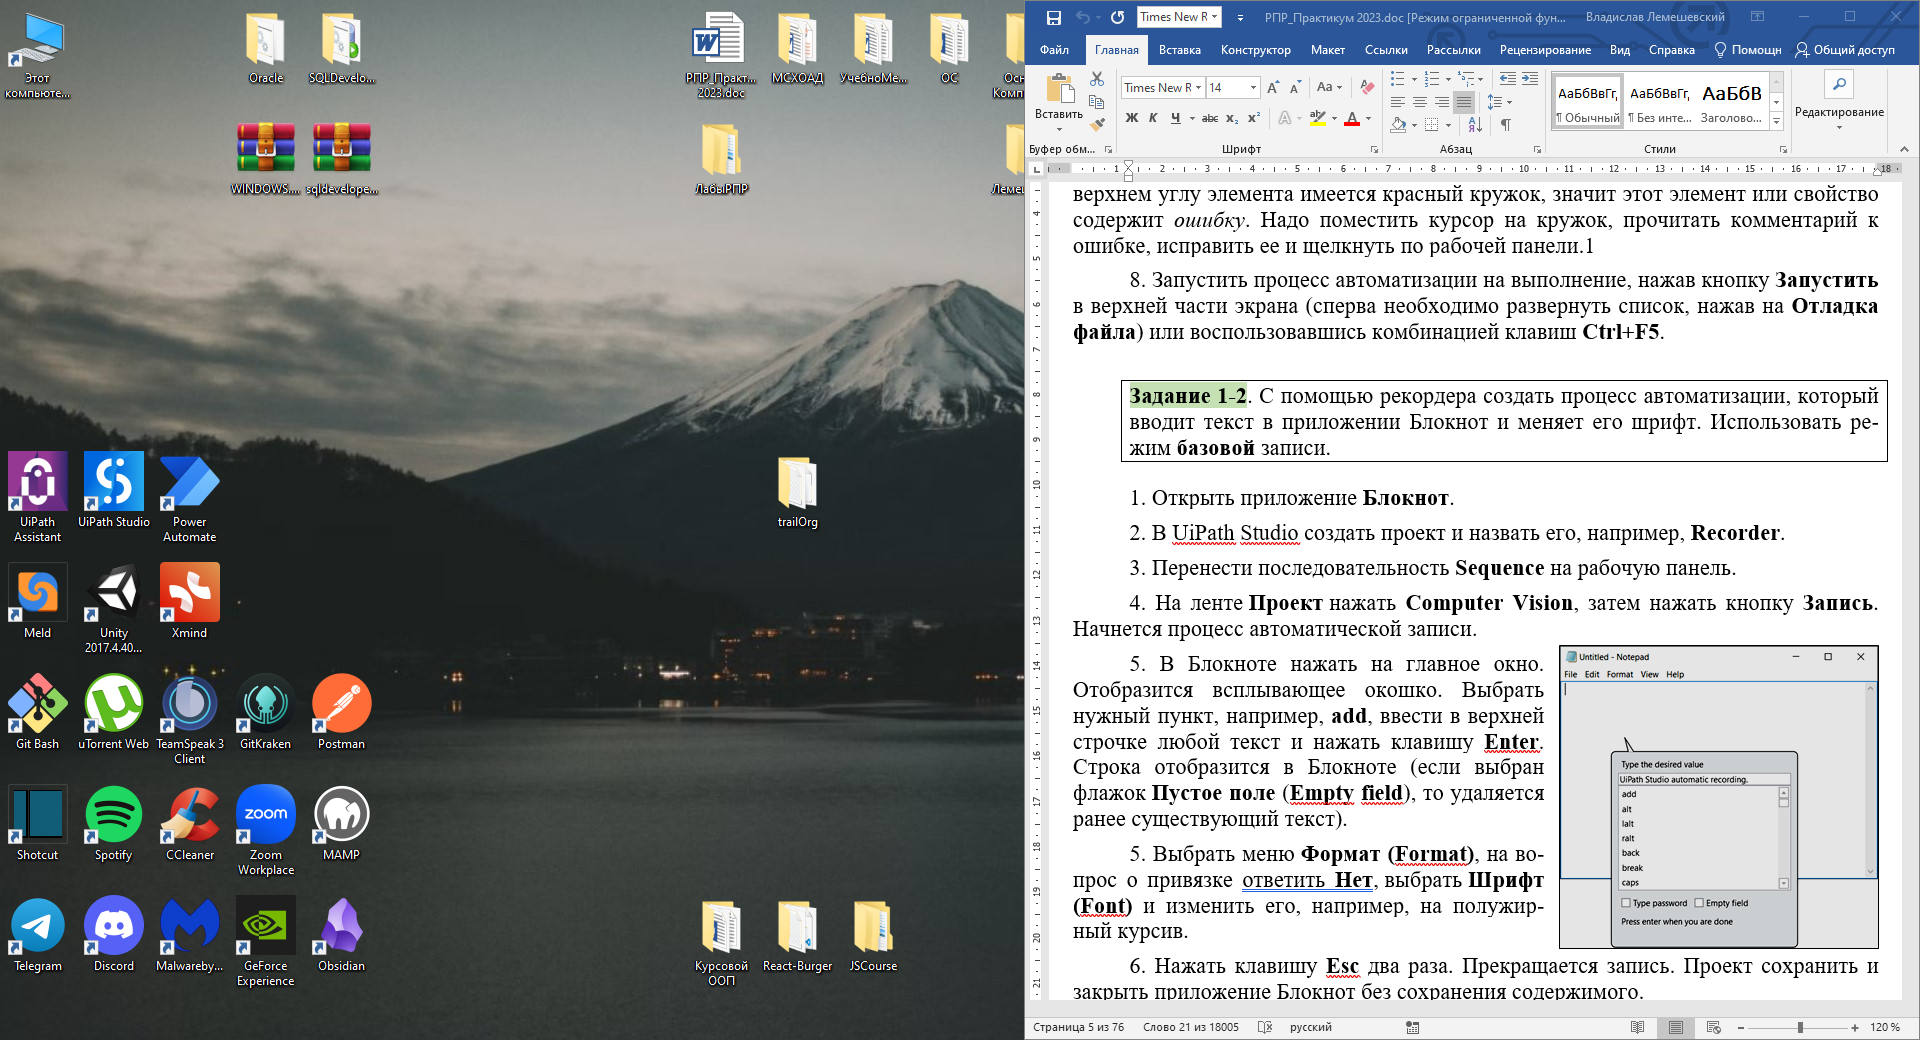 Этот
компьюте...
Oracle
SQLDevelo...
WINDOWS....
sqldevelope...
РПР_Практ...
2023.doc
МСХОАД
УчебноМе...
ОС
ЛабыРПР
trailOrg
UiPath
Assistant
UiPath Studio
Power
Automate
Meld
Unity
2017.4.40...
Xmind
Git Bash
uTorrent Web
TeamSpeak 3
Client
GitKraken
Postman
Shotcut
Spotify
CCleaner
zoom
Zoom
Workplace
MAMP
Telegram
Discord
Malwareby...
GeForce
Experience
Obsidian
Курсовой
ООП
React-Burger
JSCourse
Times New R
РПР_Практикум 2023.doc [Режим ограниченной фун...
Владислав Лемешевский
Файл
Главная
Вставка
Конструктор
Макет
Ссылки
Рассылки
Рецензирование
Вид
Справка
Помощн
Общий доступ
Вставить
Times New R
14
Aa
Ж К Ч abc x₂ x²
АаБбВвГг,
¶ Обычный
АаБбВвГг,
¶ Без инте...
АаБбВ
Заголово...
Редактирование
Буфер обм...
Шрифт
Абзац
Стили
верхнем углу элемента имеется красный кружок, значит этот элемент или свойство
содержит ошибку. Надо поместить курсор на кружок, прочитать комментарий к
ошибке, исправить ее и щелкнуть по рабочей панели.1
8. Запустить процесс автоматизации на выполнение, нажав кнопку Запустить
в верхней части экрана (сперва необходимо развернуть список, нажав на Отладка
файла) или воспользовавшись комбинацией клавиш Ctrl+F5.
Задание 1-2. С помощью рекордера создать процесс автоматизации, который
вводит текст в приложении Блокнот и меняет его шрифт. Использовать ре-
жим базовой записи.
1. Открыть приложение Блокнот.
2. В UiPath Studio создать проект и назвать его, например, Recorder.
3. Перенести последовательность Sequence на рабочую панель.
4. На ленте Проект нажать Computer Vision, затем нажать кнопку Запись.
Начнется процесс автоматической записи.
5. В Блокноте нажать на главное окно.
Отобразится всплывающее окошко. Выбрать
нужный пункт, например, add, ввести в верхней
строчке любой текст и нажать клавишу Enter.
Строка отобразится в Блокноте (если выбран
флажок Пустое поле (Empty field), то удаляется
ранее существующий текст).
5. Выбрать меню Формат (Format), на во-
прос о привязке ответить Нет, выбрать Шрифт
(Font) и изменить его, например, на полужир-
ный курсив.
Untitled - Notepad
File Edit Format View Help
Type the desired value
UiPath Studio automatic recording.
add
alt
lalt
ralt
back
break
caps
Type password
Empty field
Press enter when you are done
6. Нажать клавишу Esc два раза. Прекращается запись. Проект сохранить и
закрыть приложение Блокнот без сохранения содержимого.
Страница 5 из 76
Слово 21 из 18005
русский
120 %